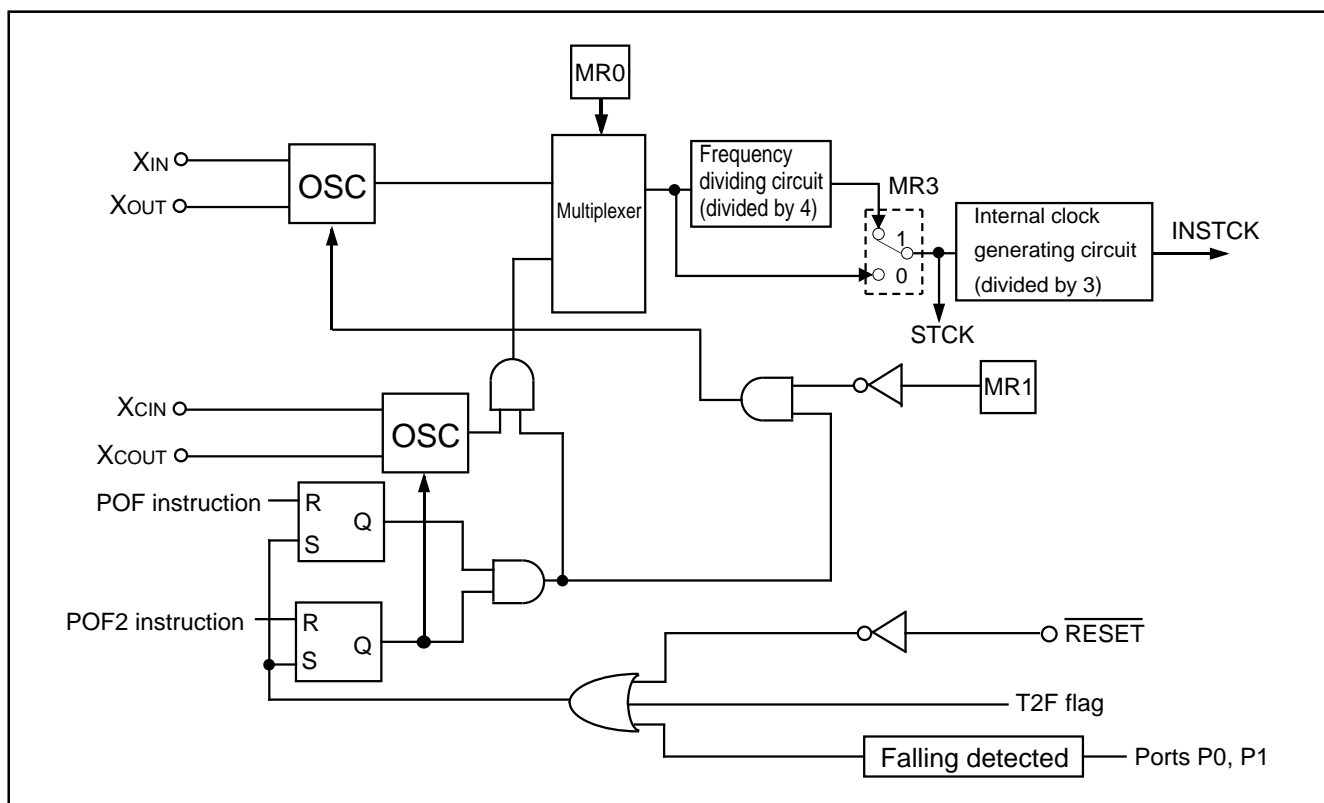 MR0
XIN
XOUT
OSC
Multiplexer
Frequency
dividing circuit
(divided by 4)
MR3
1
0
Internal clock
generating circuit
(divided by 3)
INSTCK
STCK
MR1
XCIN
XCOUT
OSC
POF instruction
R
S
Q
POF2 instruction
R
S
Q
RESET
T2F flag
Falling detected
Ports P0, P1